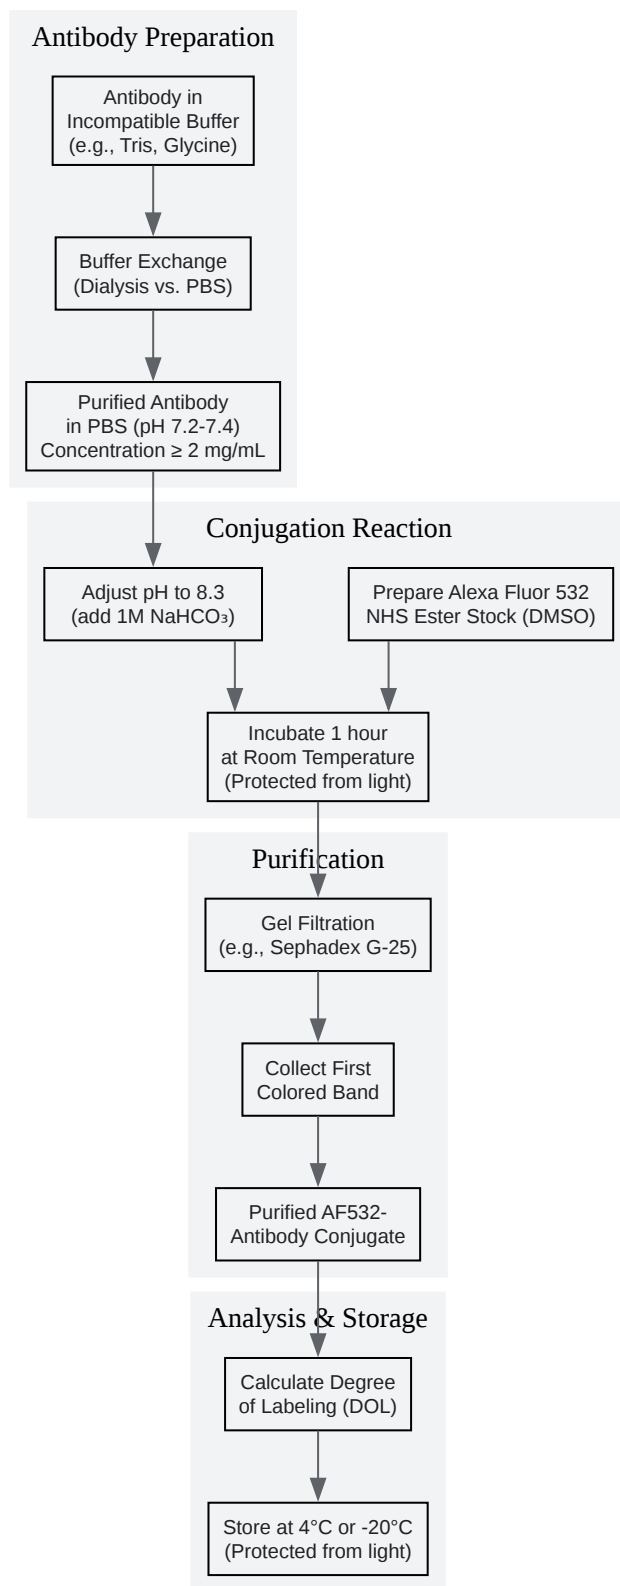 Antibody Preparation
Antibody in
Incompatible Buffer
(e.g., Tris, Glycine)
Buffer Exchange
(Dialysis vs. PBS)
Purified Antibody
in PBS (pH 7.2-7.4)
Concentration ≥ 2 mg/mL
Conjugation Reaction
Adjust pH to 8.3
(add 1M NaHCO₃)
Prepare Alexa Fluor 532
NHS Ester Stock (DMSO)
Incubate 1 hour
at Room Temperature
(Protected from light)
Purification
Gel Filtration
(e.g., Sephadex G-25)
Collect First
Colored Band
Purified AF532-
Antibody Conjugate
Analysis & Storage
Calculate Degree
of Labeling (DOL)
Store at 4°C or -20°C
(Protected from light)